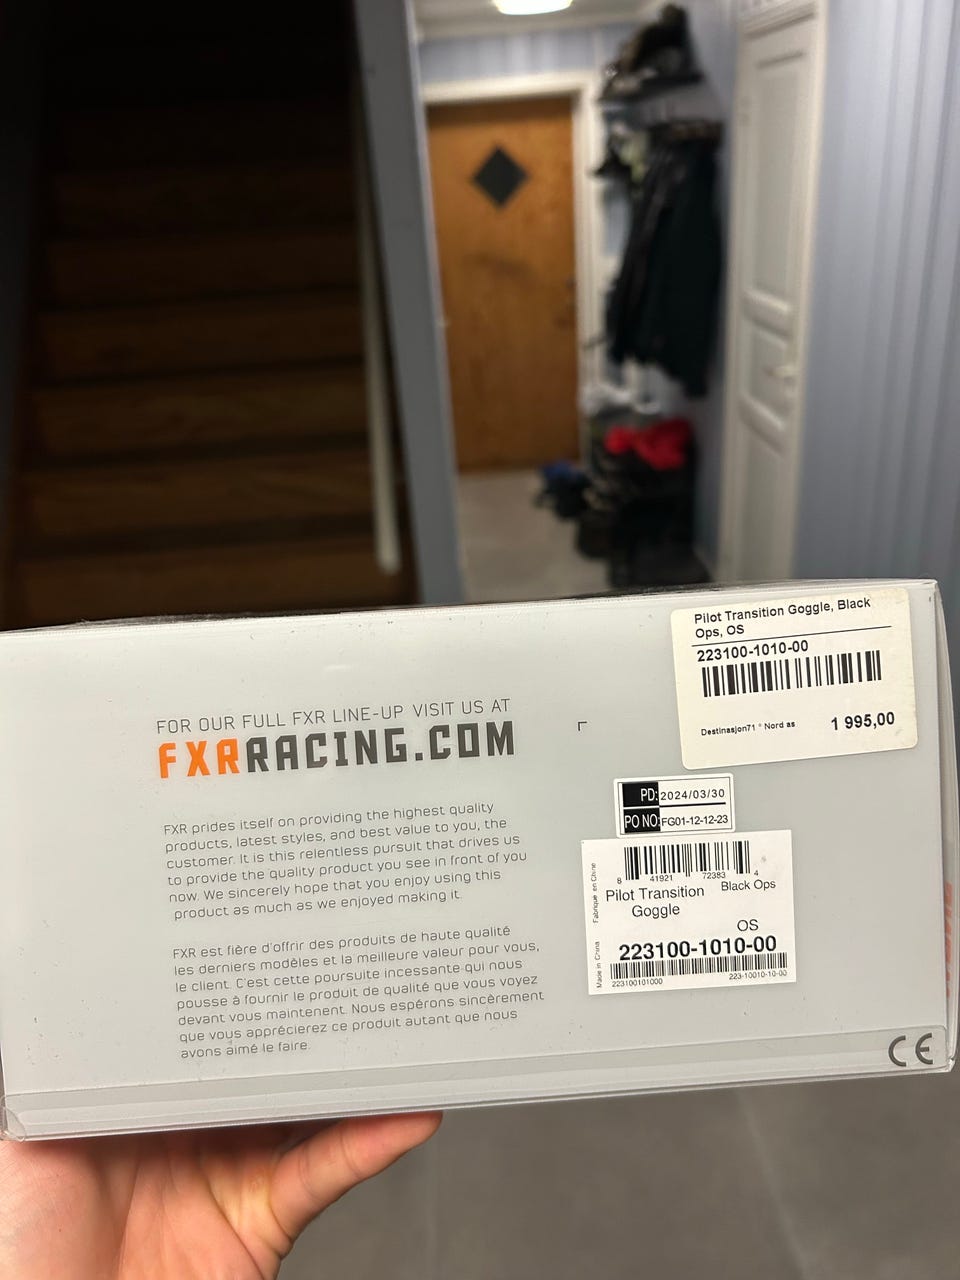 Pilot Transition Goggle, Black
Ops, OS
223100-1010-00
Destinasjon71 ° Nord as 1 995,00
FOR OUR FULL FXR LINE-UP VISIT US AT
FXRRACING.COM
FXR prides itself on providing the highest quality
products, latest styles, and best value to you, the
customer. It is this relentless pursuit that drives us
to provide the quality product you see in front of you
now. We sincerely hope that you enjoy using this
product as much as we enjoyed making it.
FXR est fière d'offrir des produits de haute qualité
les derniers modèles et la meilleure valeur pour vous,
le client. C'est cette poursuite incessante qui nous
pousse à fournir le produit de qualité que vous voyez
devant vous maintenent. Nous espérons sincèrement
que vous apprécierez ce produit autant que nous
avons aimé le faire.
PD: 2024/03/30
PO NO: FG01-12-12-23
8 41921 72383 4
Pilot Transition Black Ops
Goggle
OS
223100-1010-00
223100101000 223-10010-10-00
Made in China Fabriqué en Chine
CE